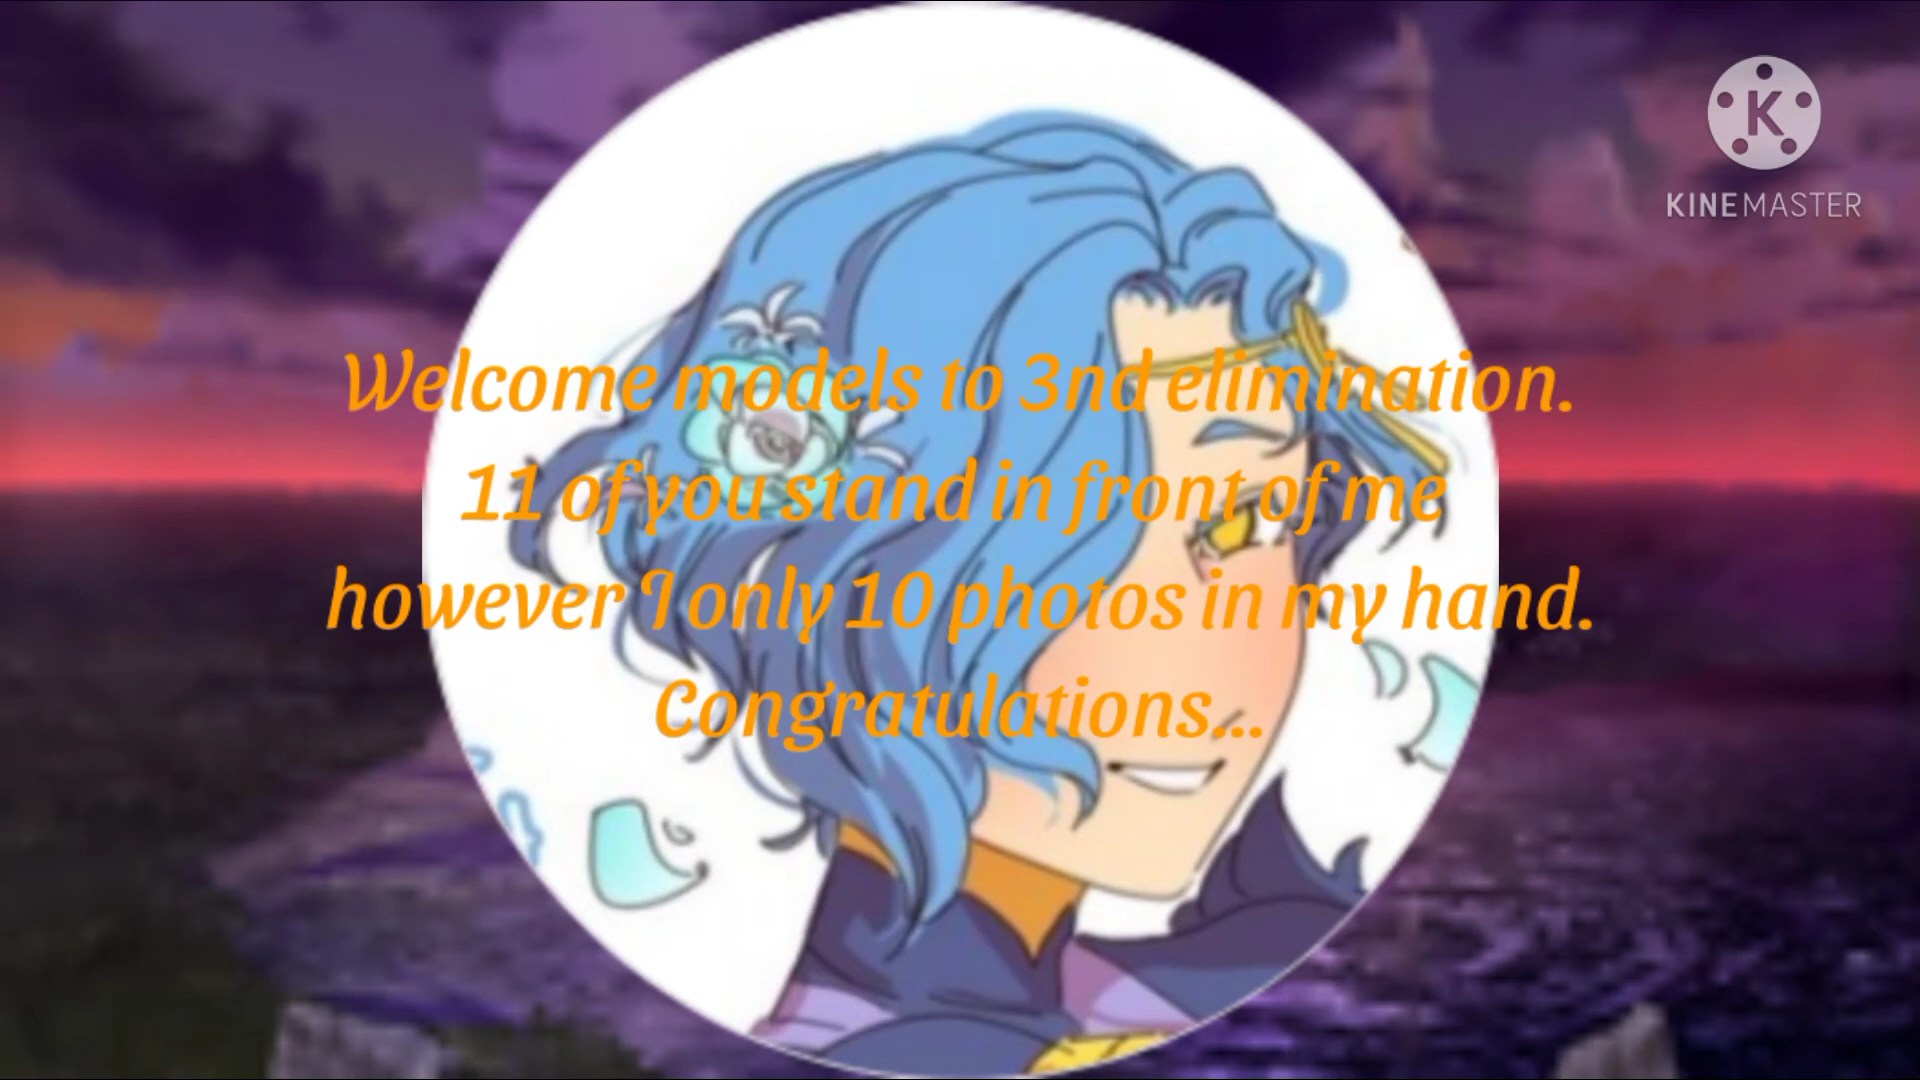 KINEMASTER
Welcome models to 3nd elimination.
11 of you stand in front of me
however I only 10 photos in my hand.
Congratulations...